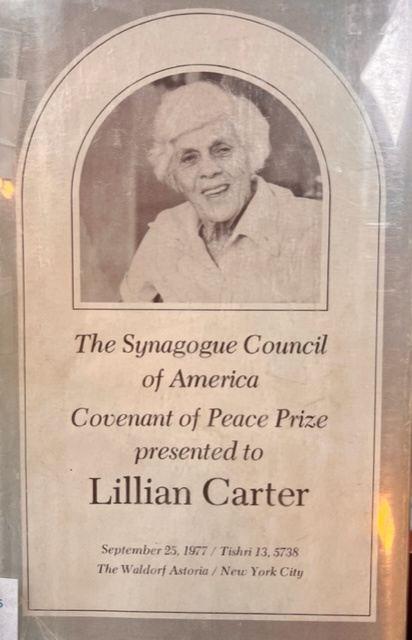 The Synagogue Council
of America
Covenant of Peace Prize
presented to
Lillian Carter
September 25, 1977 / Tishri 13, 5738
The Waldorf Astoria / New York City